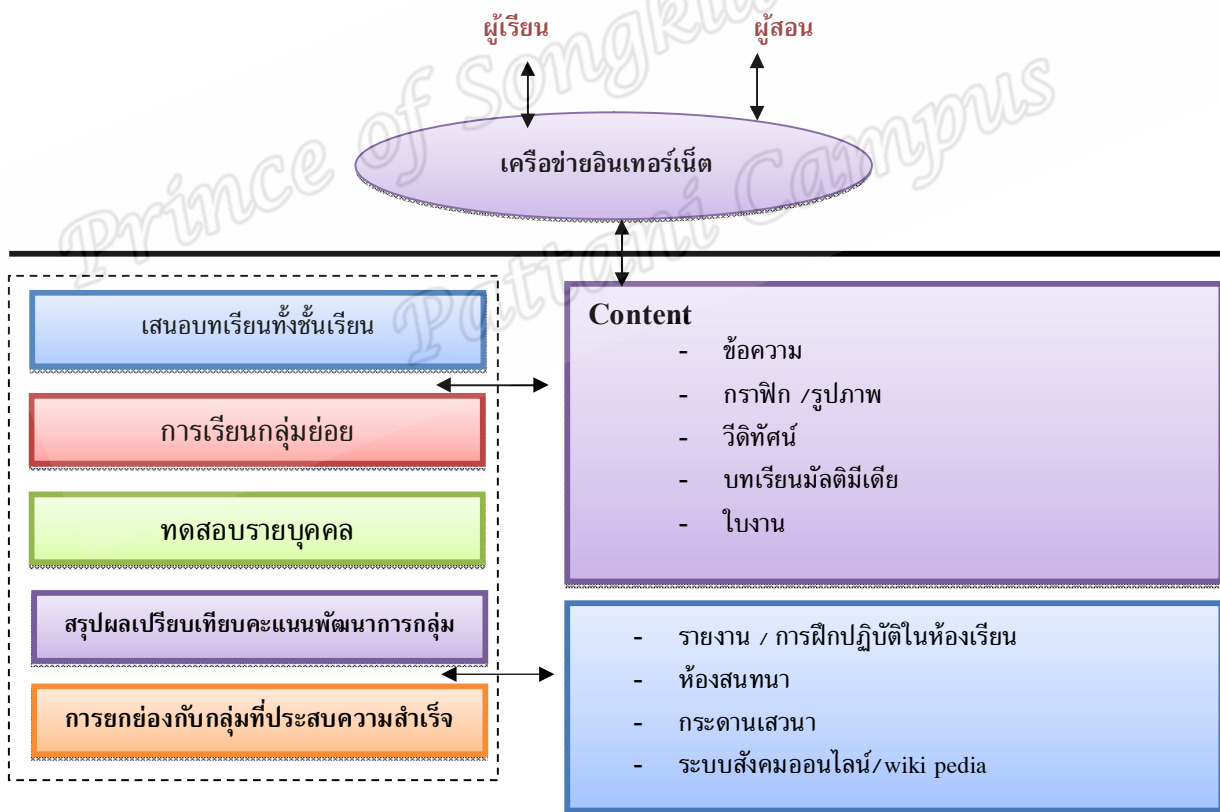 ผู้เรียน ผู้สอน
เครือข่ายอินเทอร์เน็ต
Prince of Songkla
Pattani Campus
เสนอบทเรียนทั้งชั้นเรียน
การเรียนกลุ่มย่อย
ทดสอบรายบุคคล
สรุปผลเปรียบเทียบคะแนนพัฒนาการกลุ่ม
การยกย่องกับกลุ่มที่ประสบความสำเร็จ
Content
- ข้อความ
- กราฟิก /รูปภาพ
- วีดิทัศน์
- บทเรียนมัลติมีเดีย
- ใบงาน
- รายงาน / การฝึกปฏิบัติในห้องเรียน
- ห้องสนทนา
- กระดานเสวนา
- ระบบสังคมออนไลน์/wiki pedia